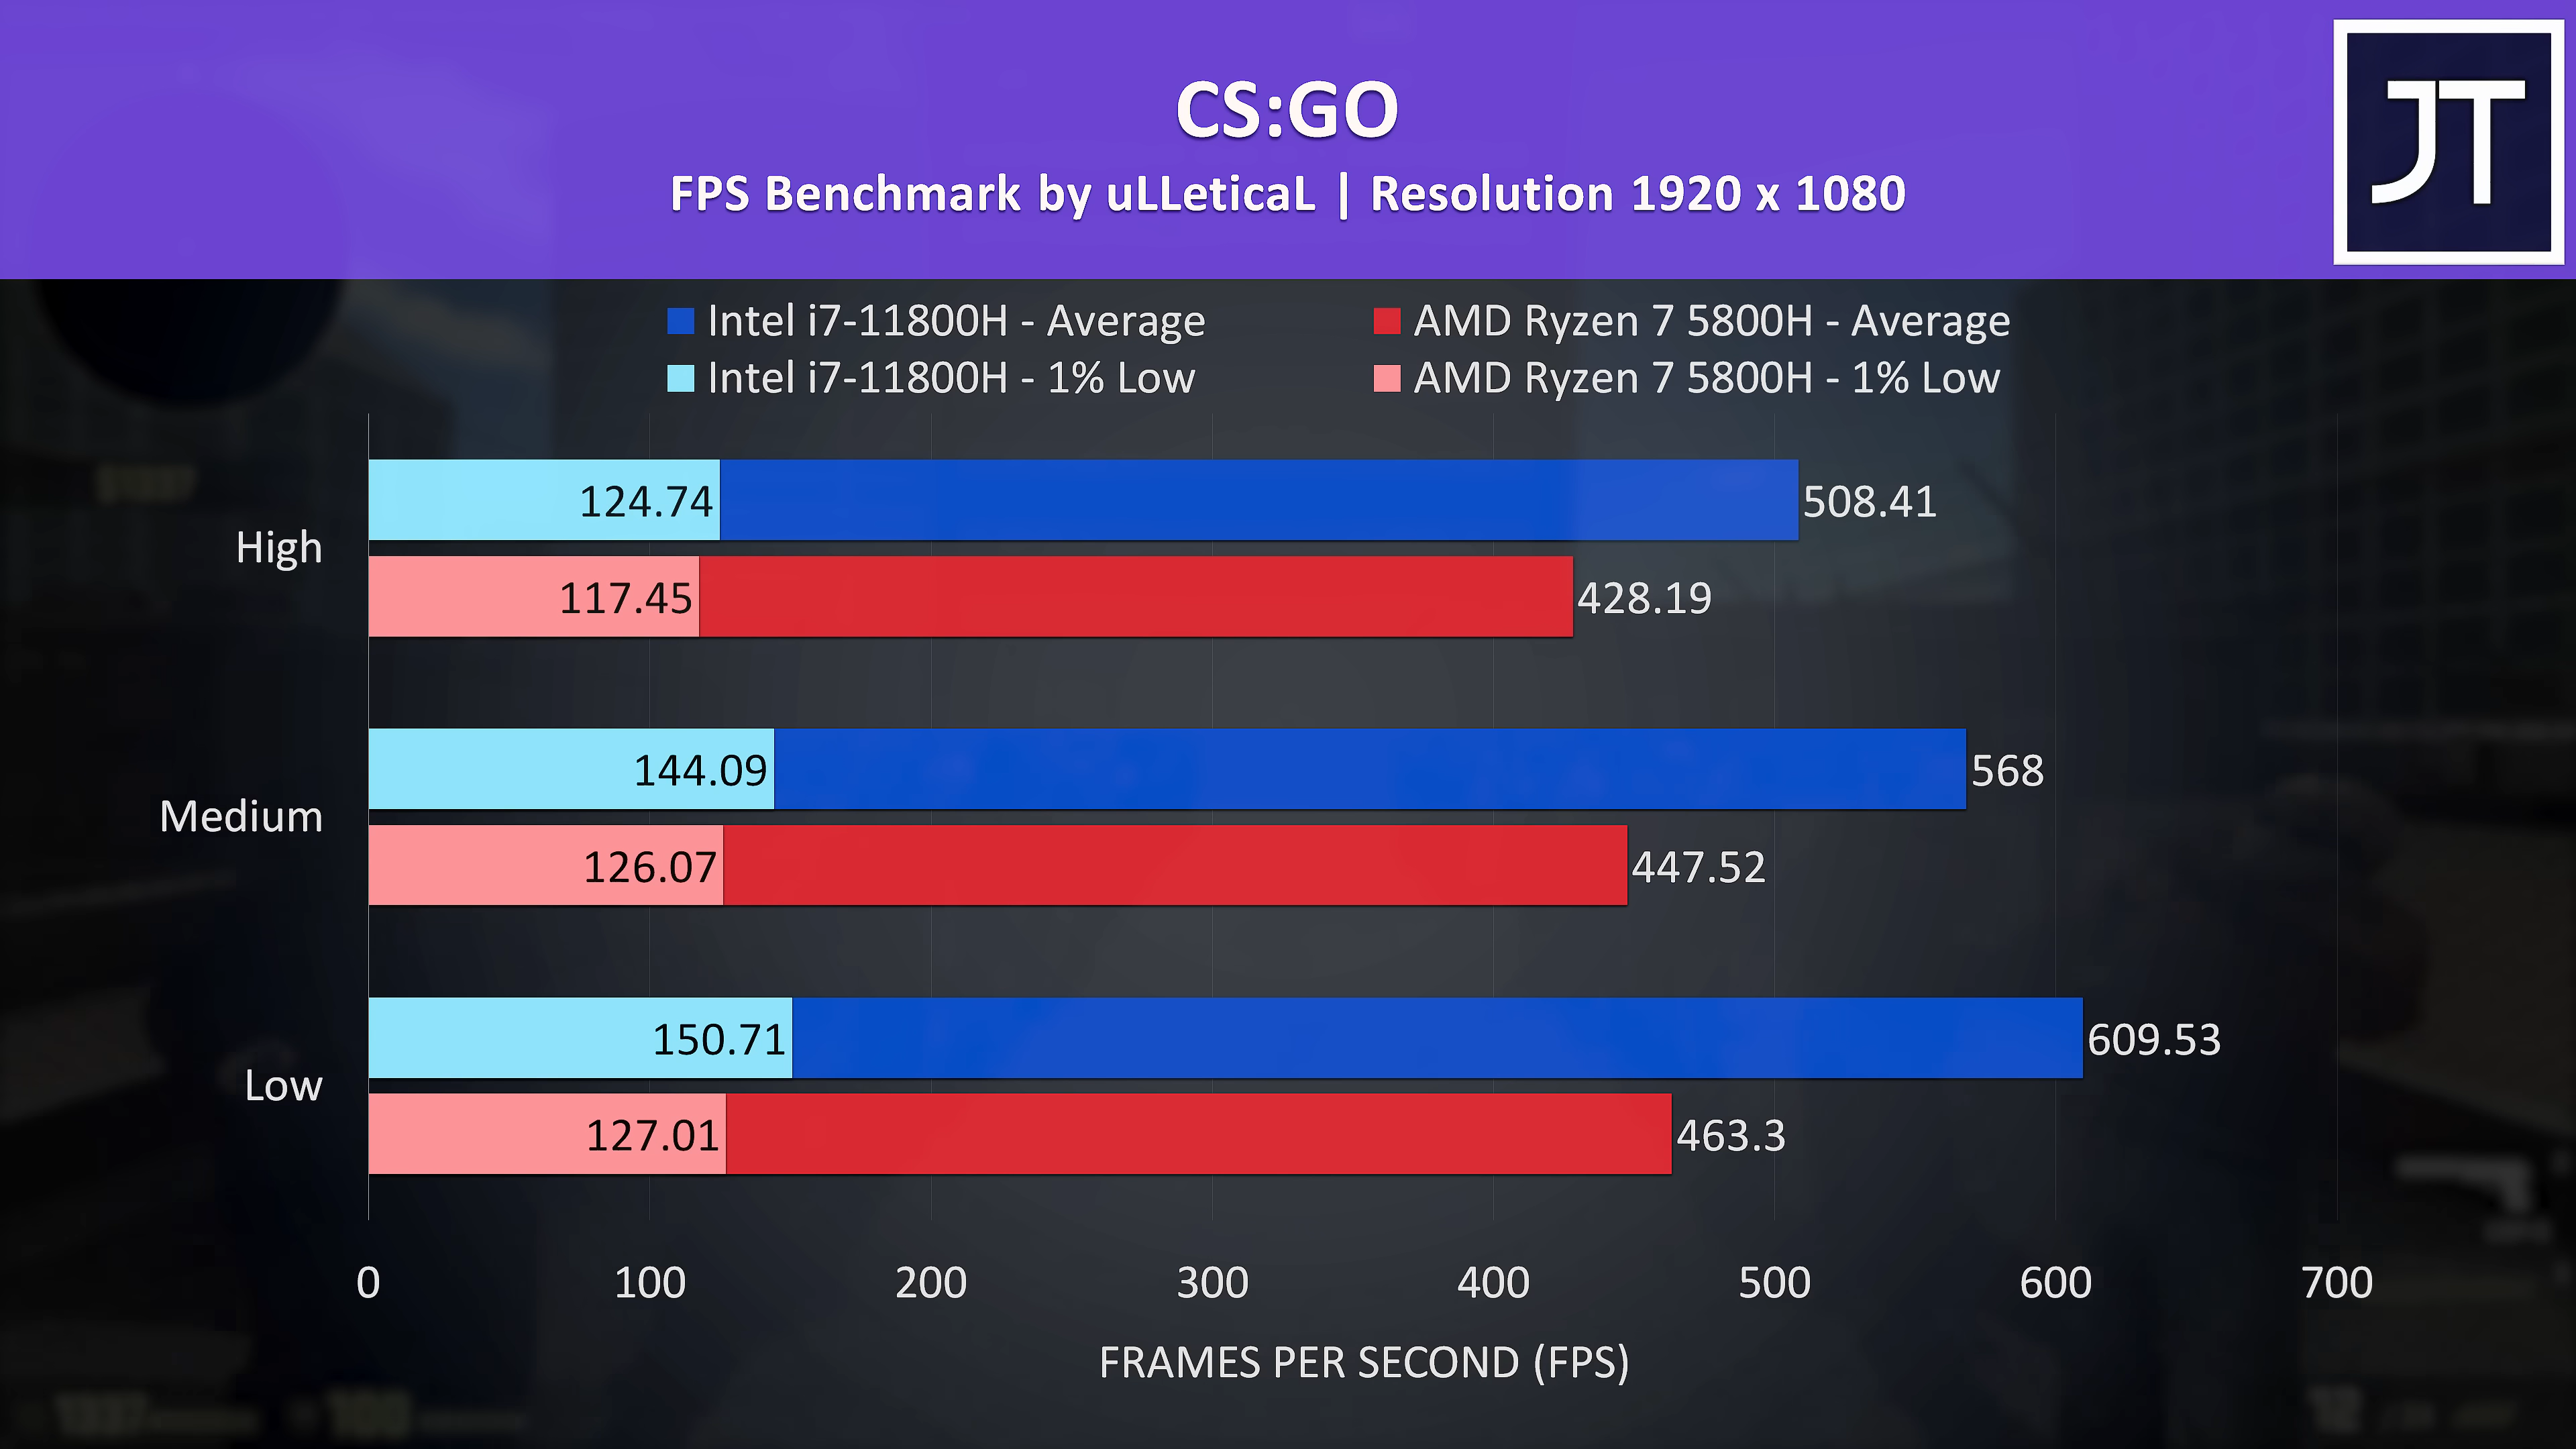 CS:GO
FPS Benchmark by uLLeticaL | Resolution 1920 x 1080
JT
Intel i7-11800H - Average
AMD Ryzen 7 5800H - Average
Intel i7-11800H - 1% Low
AMD Ryzen 7 5800H - 1% Low
High
124.74
508.41
117.45
428.19
Medium
144.09
568
126.07
447.52
Low
150.71
609.53
127.01
463.3
0 100 200 300 400 500 600 700
FRAMES PER SECOND (FPS)